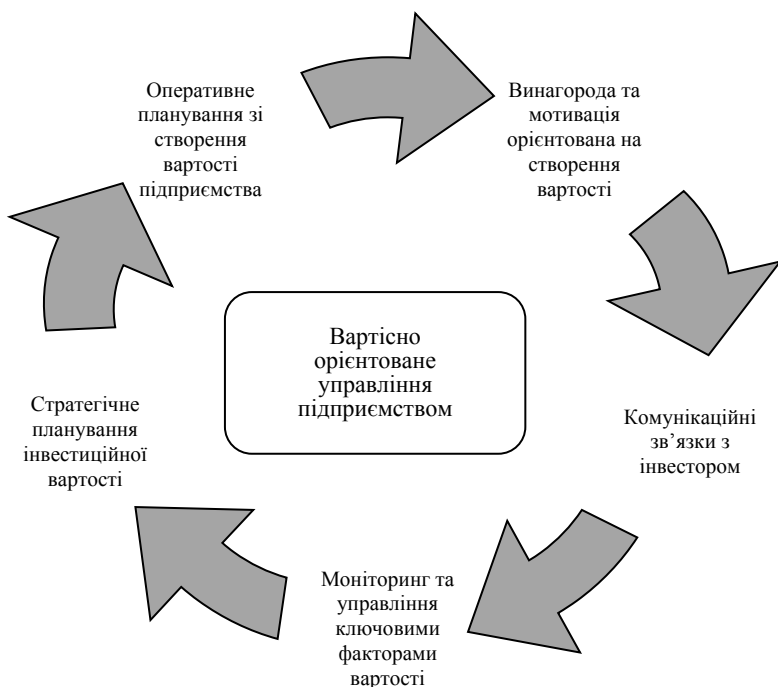 Оперативне
планування зі
створення
вартості
підприємства
Винагорода та
мотивація
орієнтована на
створення
вартості
Вартісно
орієнтоване
управління
підприємством
Комунікаційні
зв’язки з
інвестором
Моніторинг та
управління
ключовими
факторами
вартості
Стратегічне
планування
інвестиційної
вартості